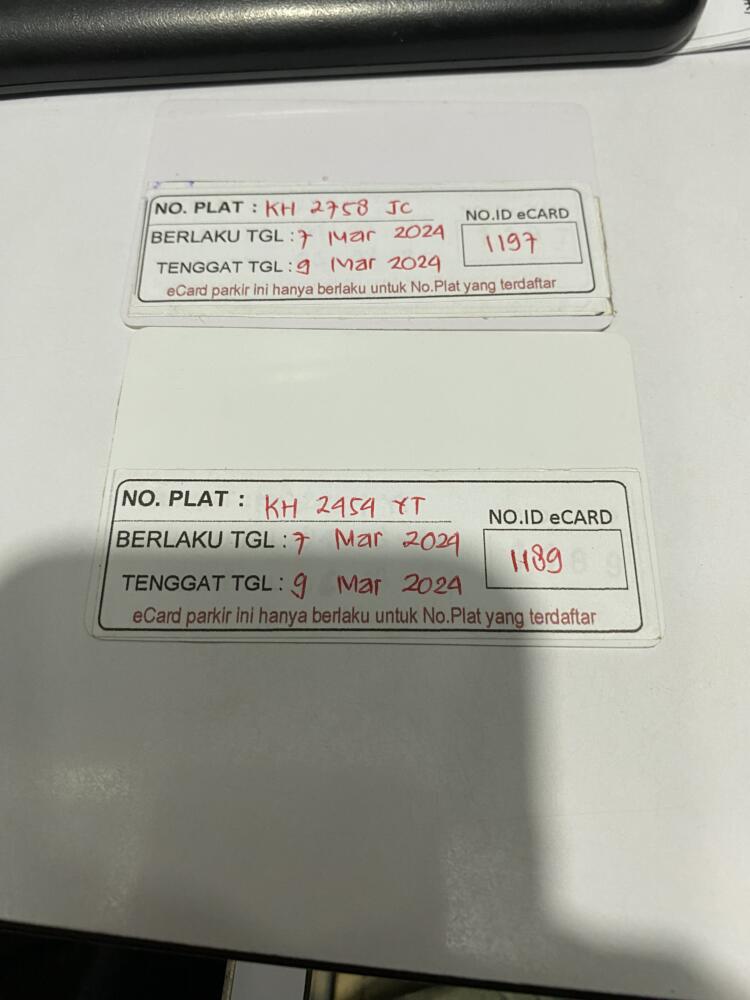 NO. PLAT : KH 2758 JC
NO.ID eCARD
BERLAKU TGL : 7 Mar 2024
1197
TENGGAT TGL : 9 Mar 2024
eCard parkir ini hanya berlaku untuk No.Plat yang terdaftar
NO. PLAT : KH 2454 YT
NO.ID eCARD
BERLAKU TGL : 7 Mar 2024
1189
TENGGAT TGL : 9 Mar 2024
eCard parkir ini hanya berlaku untuk No.Plat yang terdaftar